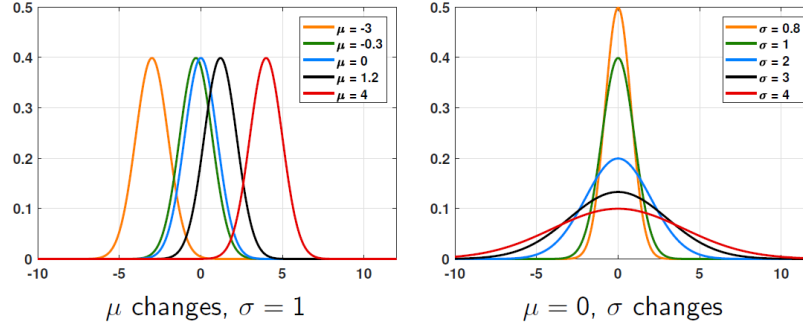 0.5
0.4
0.3
0.2
0.1
0
-10 -5 0 5 10
μ = -3
μ = -0.3
μ = 0
μ = 1.2
μ = 4
μ changes, σ = 1
0.5
0.4
0.3
0.2
0.1
0
-10 -5 0 5 10
σ = 0.8
σ = 1
σ = 2
σ = 3
σ = 4
μ = 0, σ changes